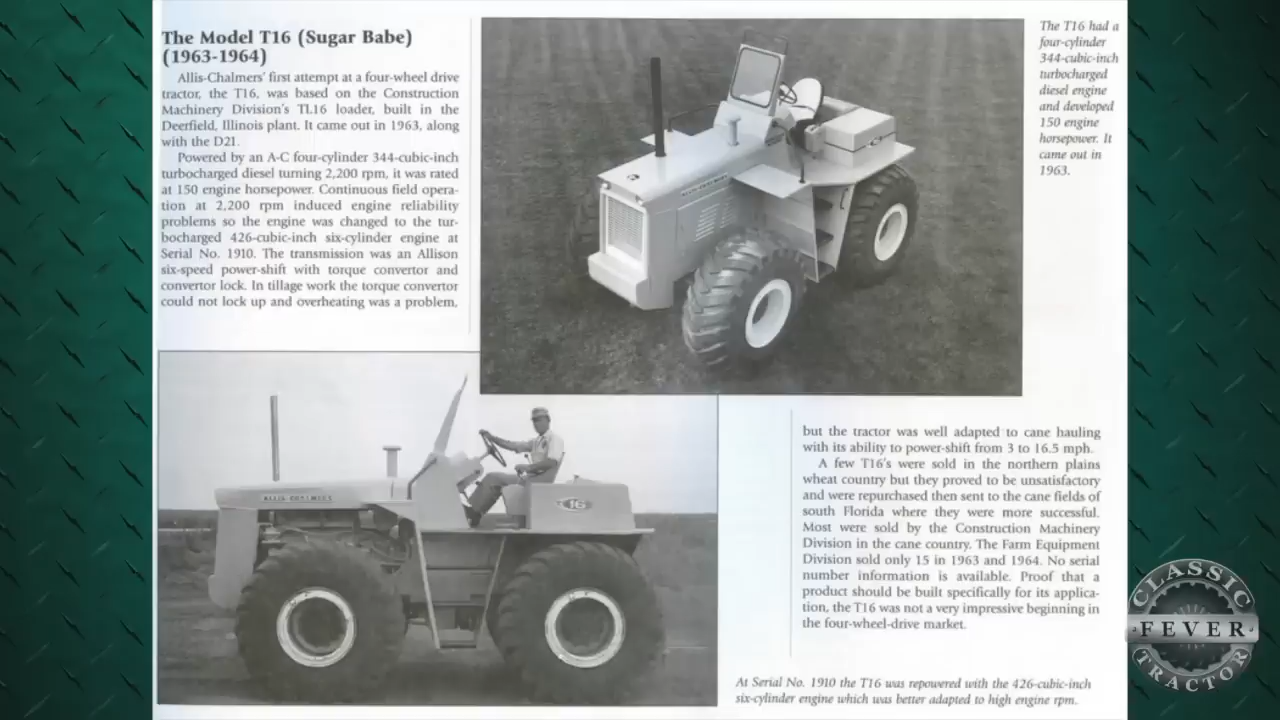 The Model T16 (Sugar Babe)
(1963-1964)
Allis-Chalmers' first attempt at a four-wheel drive
tractor, the T16, was based on the Construction
Machinery Division's TL16 loader, built in the
Deerfield, Illinois plant. It came out in 1963, along
with the D21.
Powered by an A-C four-cylinder 344-cubic-inch
turbocharged diesel turning 2,200 rpm, it was rated
at 150 engine horsepower. Continuous field opera-
tion at 2,200 rpm induced engine reliability
problems so the engine was changed to the tur-
bocharged 426-cubic-inch six-cylinder engine at
Serial No. 1910. The transmission was an Allison
six-speed power-shift with torque convertor and
convertor lock. In tillage work the torque convertor
could not lock up and overheating was a problem,
The T16 had a
four-cylinder
344-cubic-inch
turbocharged
diesel engine
and developed
150 engine
horsepower. It
came out in
1963.
ALLIS-CHALMERS
ALLIS-CHALMERS
16
but the tractor was well adapted to cane hauling
with its ability to power-shift from 3 to 16.5 mph.
A few T16's were sold in the northern plains
wheat country but they proved to be unsatisfactory
and were repurchased then sent to the cane fields of
south Florida where they were more successful.
Most were sold by the Construction Machinery
Division in the cane country. The Farm Equipment
Division sold only 15 in 1963 and 1964. No serial
number information is available. Proof that a
product should be built specifically for its applica-
tion, the T16 was not a very impressive beginning in
the four-wheel-drive market.
At Serial No. 1910 the T16 was repowered with the 426-cubic-inch
six-cylinder engine which was better adapted to high engine rpm.
CLASSIC
FEVER
TRACTOR